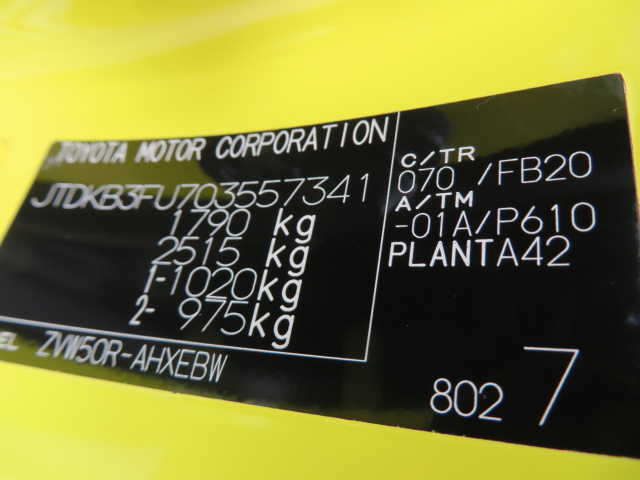 TOYOTA MOTOR CORPORATION
JTDKB3FU703557341
1790 kg
2515 kg
1-1020kg
2- 975kg
EL ZVW50R-AHXEBW
C/TR
070 /FB20
A/TM
-01A/P610
PLANTA42
802 7